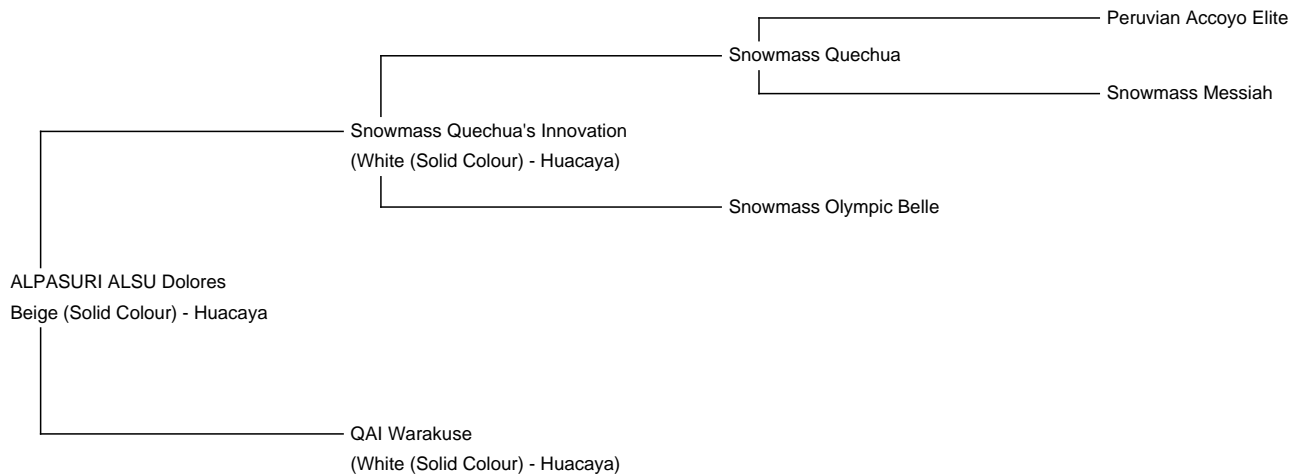 Peruvian Accoyo Elite
Snowmass Quechua
Snowmass Messiah
Snowmass Quechua's Innovation
(White (Solid Colour) - Huacaya)
Snowmass Olympic Belle
ALPASURI ALSU Dolores
Beige (Solid Colour) - Huacaya
QAI Warakuse
(White (Solid Colour) - Huacaya)